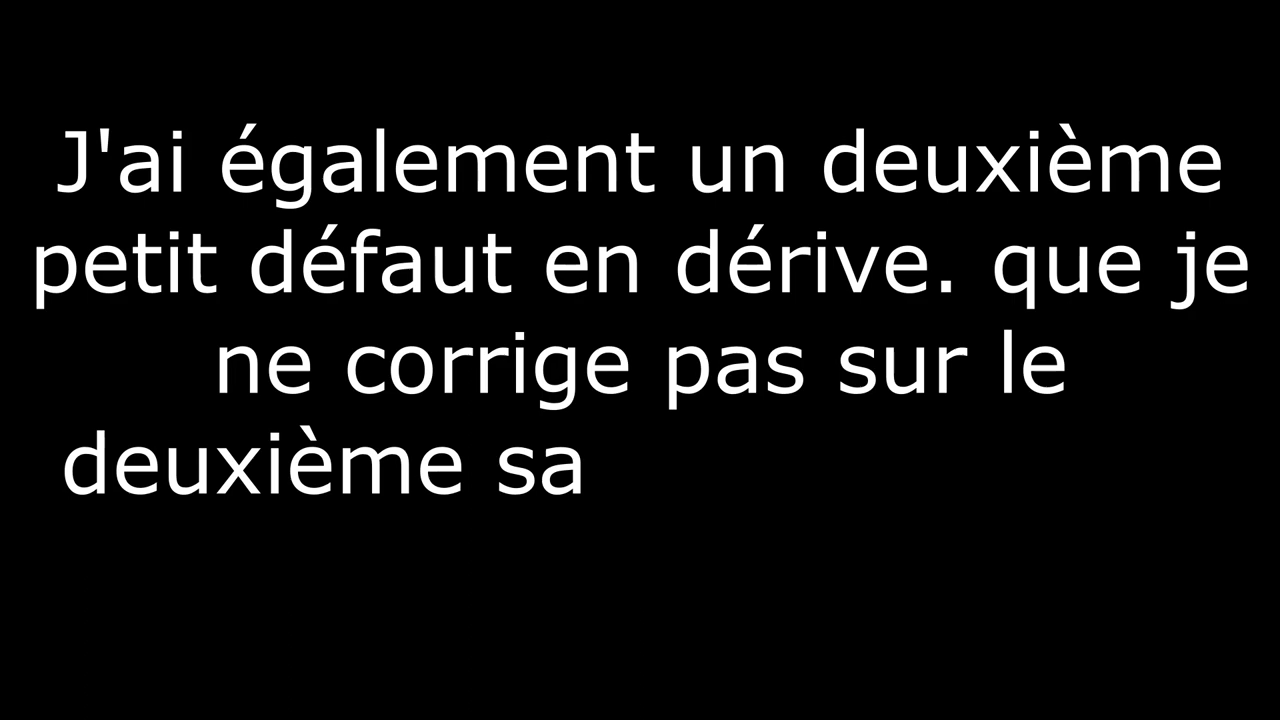 J'ai également un deuxième
petit défaut en dérive. que je
ne corrige pas sur le
deuxième sa